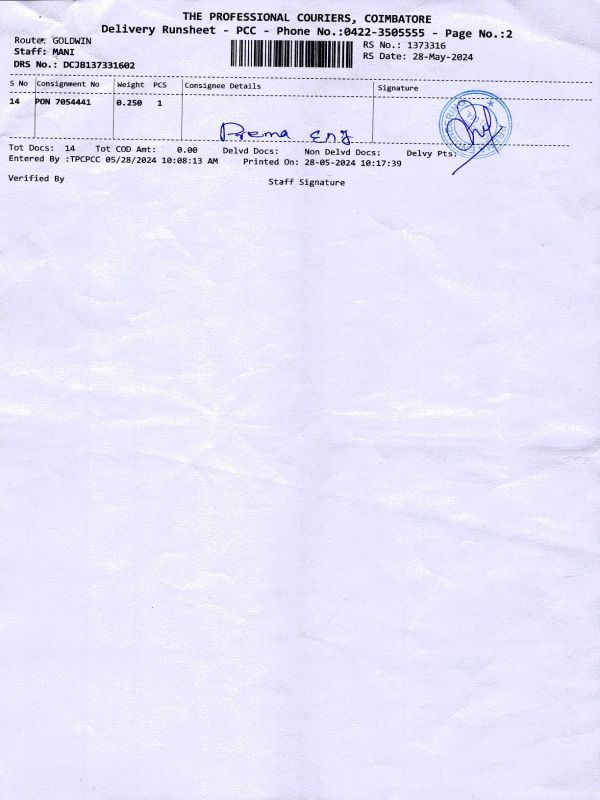 THE PROFESSIONAL COURIERS, COIMBATORE
Delivery Runsheet - PCC - Phone No.:0422-3505555 - Page No.:2
Route: GOLDWIN
Staff: MANI
DRS No.: DCJB137331602
RS No.: 1373316
RS Date: 28-May-2024
S No Consignment No Weight PCS Consignee Details Signature
14 PON 7054441 0.250 1
Prema Eng
Tot Docs: 14 Tot COD Amt: 0.00 Delvd Docs: Non Delvd Docs: Delvy Pts:
Entered By :TPCPCC 05/28/2024 10:08:13 AM Printed On: 28-05-2024 10:17:39
Verified By Staff Signature